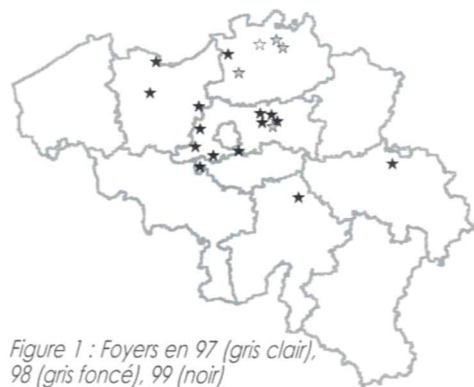 Figure 1 : Foyers en 97 (gris clair),
98 (gris foncé), 99 (noir)